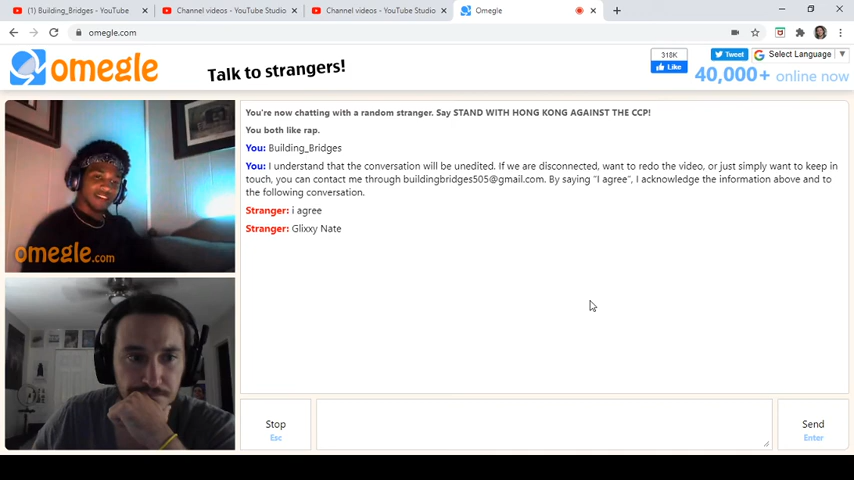 (1) Building_Bridges - YouTube
Channel videos - YouTube Studio
Channel videos - YouTube Studio
Omegle
omegle.com
omegle
Talk to strangers!
318K
Like
Tweet
Select Language
40,000+ online now
You're now chatting with a random stranger. Say STAND WITH HONG KONG AGAINST THE CCP!
You both like rap.
You: Building_Bridges
You: I understand that the conversation will be unedited. If we are disconnected, want to redo the video, or just simply want to keep in
touch, you can contact me through buildingbridges505@gmail.com. By saying "I agree", I acknowledge the information above and to
the following conversation.
Stranger: i agree
Stranger: Glixxy Nate
omegle.com
Stop
Esc
Send
Enter